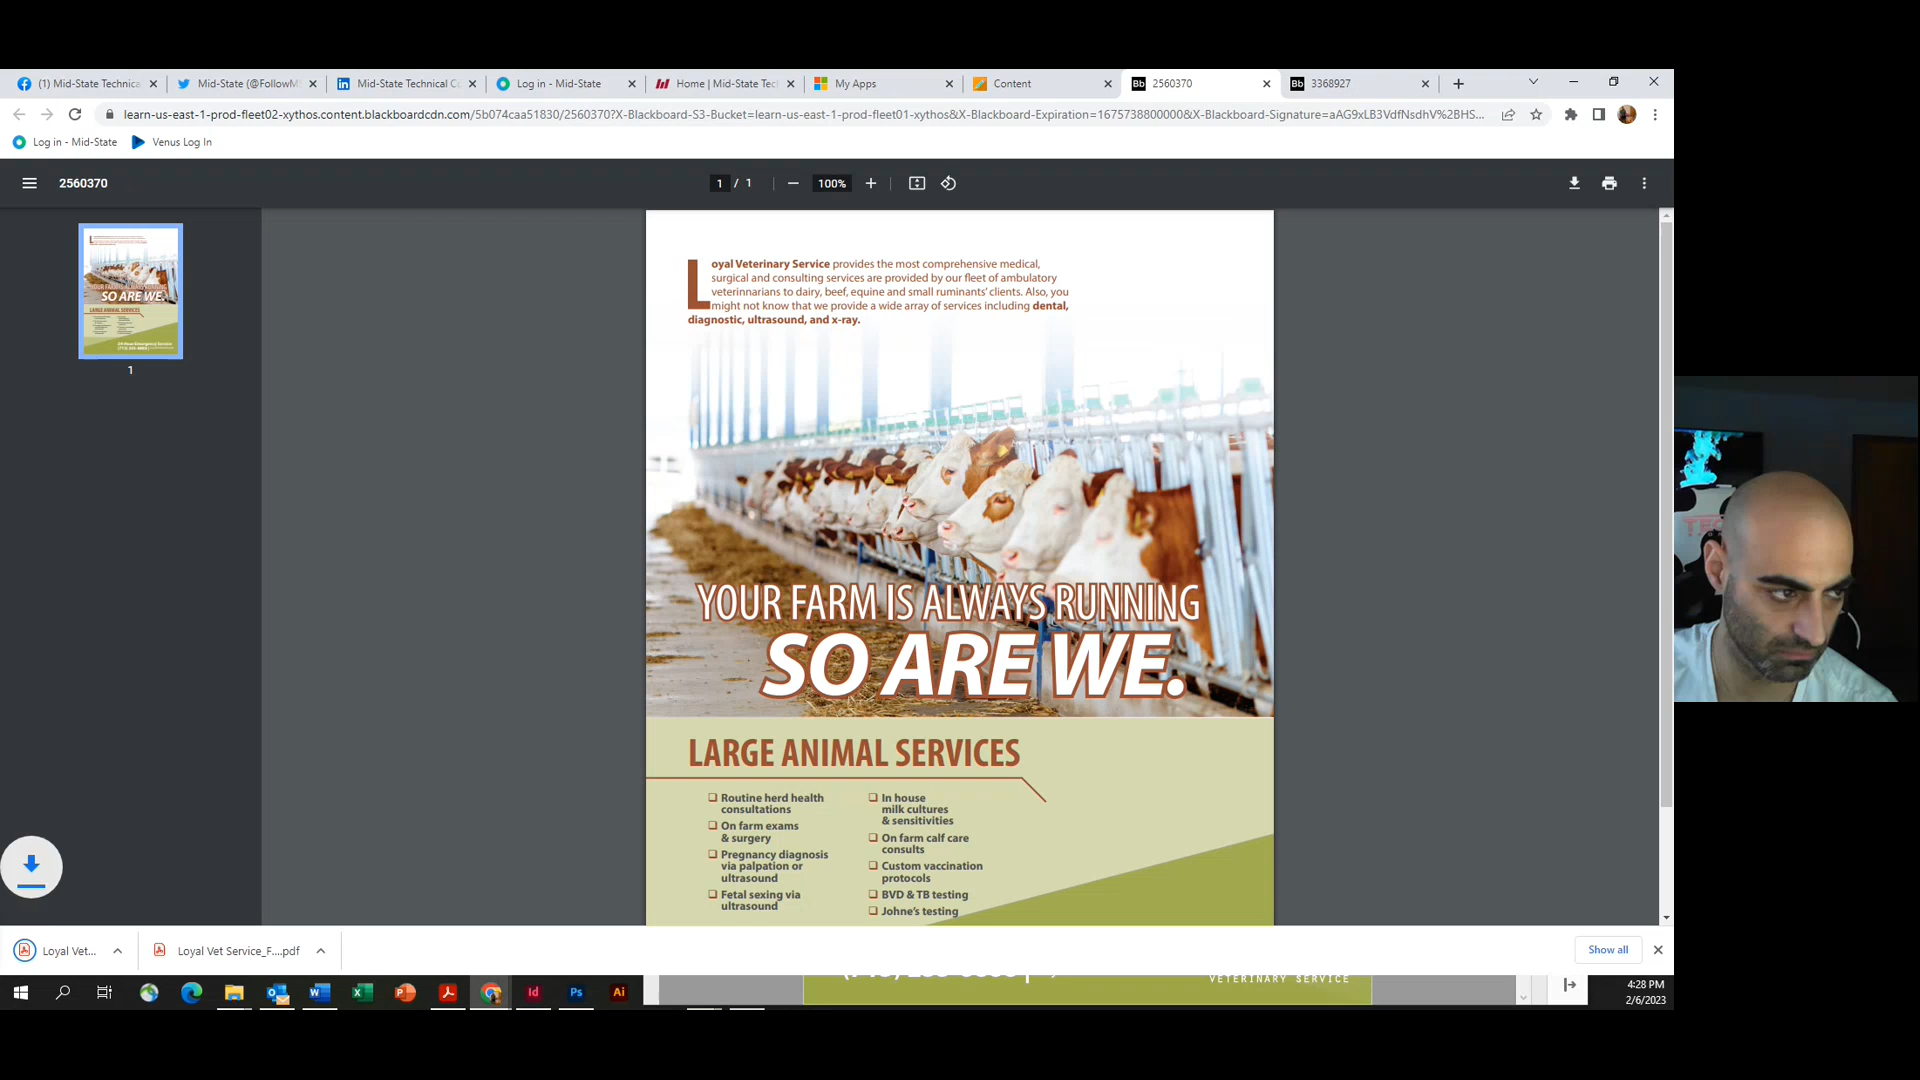 (1) Mid-State Technica
Mid-State (@FollowM
Mid-State Technical Co
Log in - Mid-State
Home | Mid-State Tec
My Apps
Content
Bb 2560370
Bb 3368927
learn-us-east-1-prod-fleet02-xythos.content.blackboardcdn.com/5b074caa51830/2560370?X-Blackboard-S3-Bucket=learn-us-east-1-prod-fleet01-xythos&X-Blackboard-Expiration=1675738800000&X-Blackboard-Signature=aAG9xLB3VdfNsdhV%2BHS...
Log in - Mid-State
Venus Log In
2560370
1 / 1
100%
Loyal Veterinary Service provides the most comprehensive medical,
surgical and consulting services are provided by our fleet of ambulatory
veterinnarians to dairy, beef, equine and small ruminants' clients. Also, you
might not know that we provide a wide array of services including dental,
diagnostic, ultrasound, and x-ray.
1
YOUR FARM IS ALWAYS RUNNING
SO ARE WE.
LARGE ANIMAL SERVICES
Routine herd health
consultations
On farm exams
& surgery
Pregnancy diagnosis
via palpation or
ultrasound
Fetal sexing via
ultrasound
In house
milk cultures
& sensitivities
On farm calf care
consults
Custom vaccination
protocols
BVD & TB testing
Johne's testing
Loyal Vet...
Loyal Vet Service_F....pdf
Show all
VETERINARY SERVICE
4:28 PM
2/6/2023